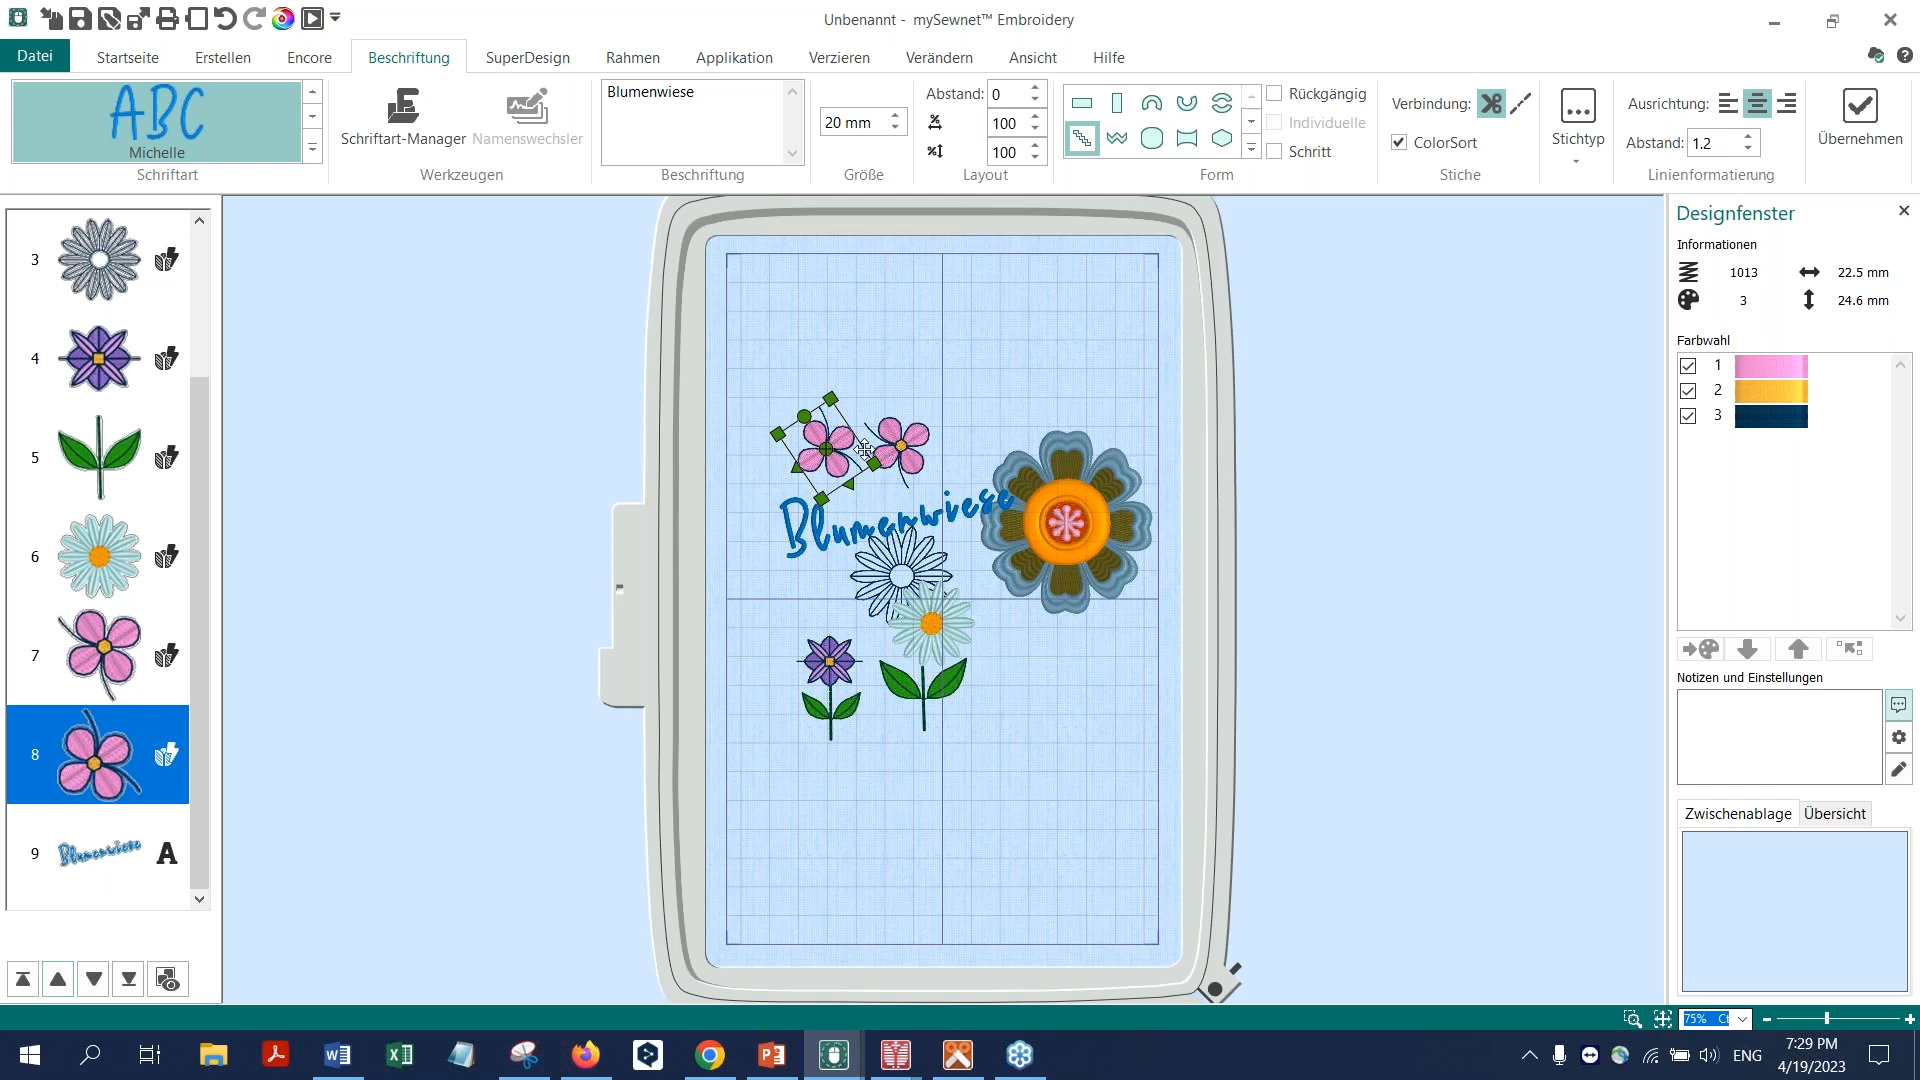 Unbenannt - mySewnet™ Embroidery
Datei Startseite Erstellen Encore Beschriftung SuperDesign Rahmen Applikation Verzieren Verändern Ansicht Hilfe
ABC
Michelle
Schriftart
Schriftart-Manager
Namenswechsler
Werkzeugen
Blumenwiese
Beschriftung
20 mm
Größe
Abstand: 0
100
100
Layout
Rückgängig
Individuelle
Schritt
Form
Verbindung:
ColorSort
Stiche
Stichtyp
Ausrichtung:
Abstand: 1.2
Linienformatierung
Übernehmen
3
4
5
6
7
8
9 Blumenwiese A
Blumenwiese
Designfenster
Informationen
1013 22.5 mm
3 24.6 mm
Farbwahl
1
2
3
Notizen und Einstellungen
Zwischenablage Übersicht
75%
ENG
7:29 PM
4/19/2023